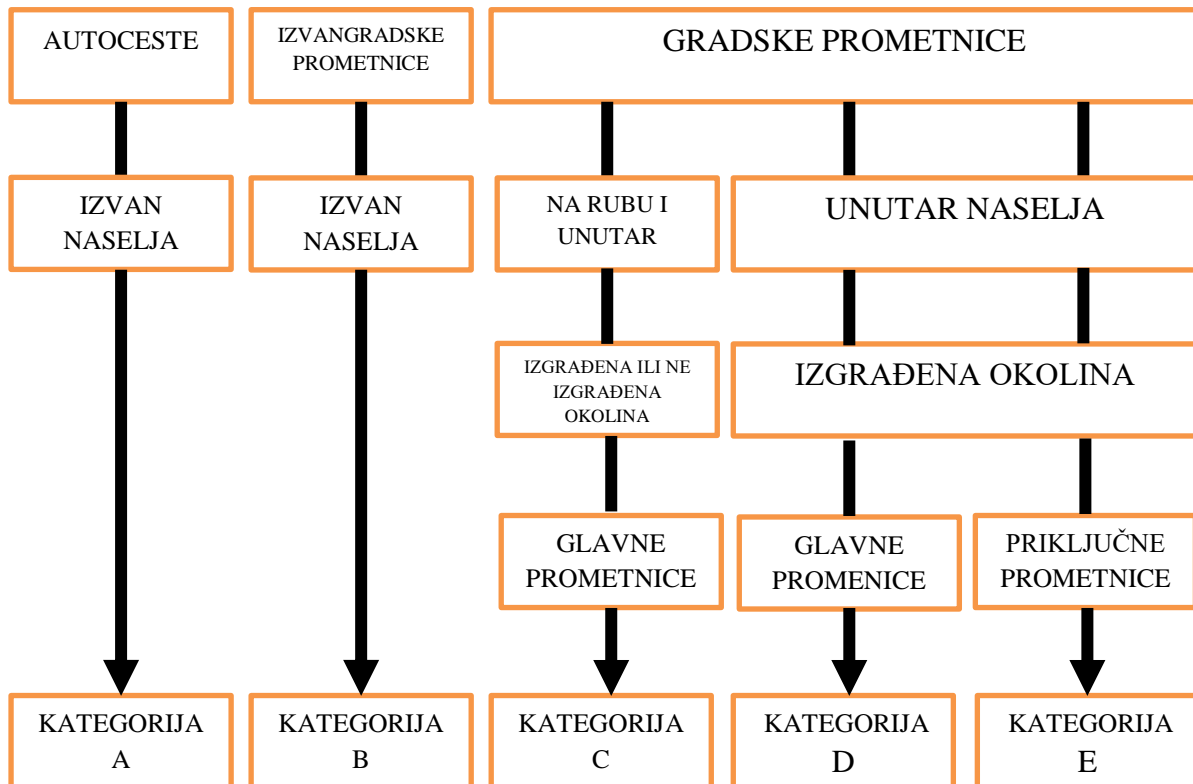 AUTOCESTE
IZVANGRADSKE
PROMETNICE
GRADSKE PROMETNICE
IZVAN
NASELJA
IZVAN
NASELJA
NA RUBU I
UNUTAR
UNUTAR NASELJA
IZGRAĐENA ILI NE
IZGRAĐENA
OKOLINA
IZGRAĐENA OKOLINA
GLAVNE
PROMETNICE
GLAVNE
PROMENICE
PRIKLJUČNE
PROMETNICE
KATEGORIJA
A
KATEGORIJA
B
KATEGORIJA
C
KATEGORIJA
D
KATEGORIJA
E